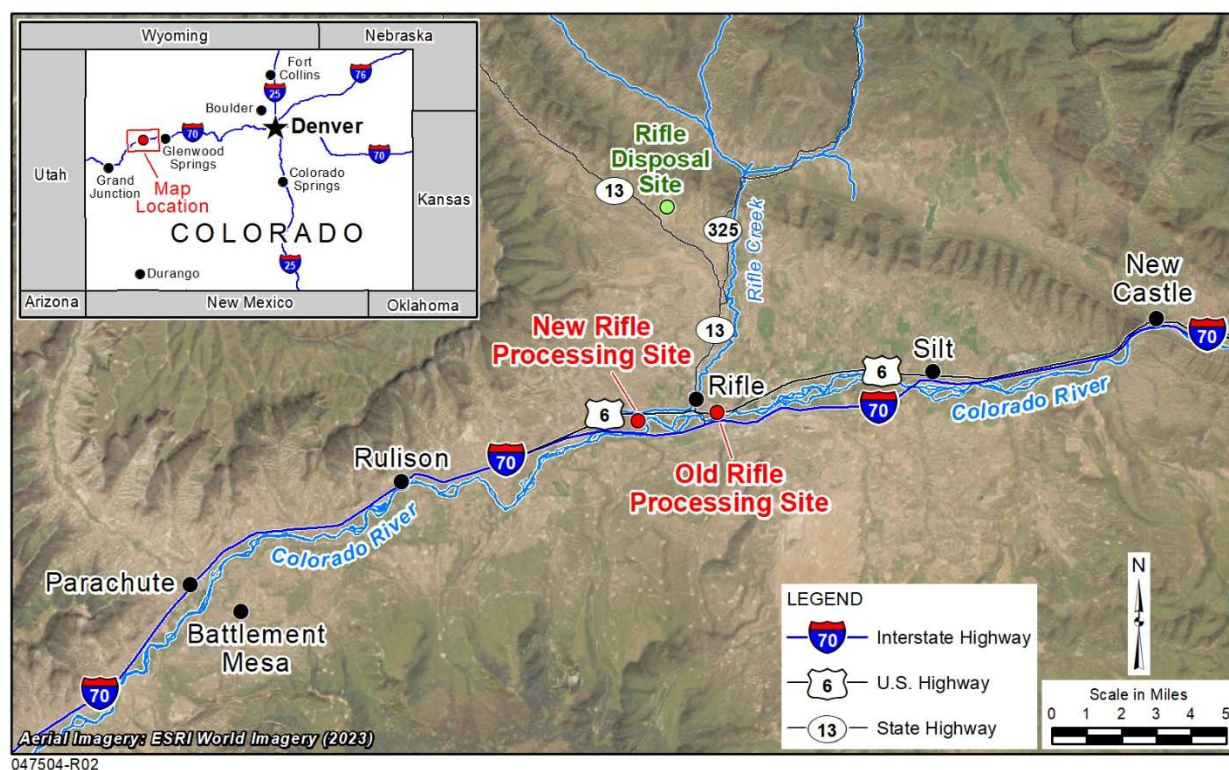 Wyoming
Nebraska
Fort
Collins
76
25
Boulder
Denver
70
Glenwood
Springs
70
Utah
Grand
Junction
Map
Location
Colorado
Springs
Kansas
COLORADO
25
Durango
Arizona
New Mexico
Oklahoma
Rifle
Disposal
Site
13
325
Rifle Creek
13
New Rifle
Processing Site
New
Castle
70
Silt
6
Rifle
70
Colorado River
6
Old Rifle
Processing Site
70
Rulison
Colorado River
Parachute
Battlement
Mesa
70
N
LEGEND
70 Interstate Highway
6 U.S. Highway
13 State Highway
Scale in Miles
0 1 2 3 4 5
Aerial Imagery: ESRI World Imagery (2023)
047504-R02